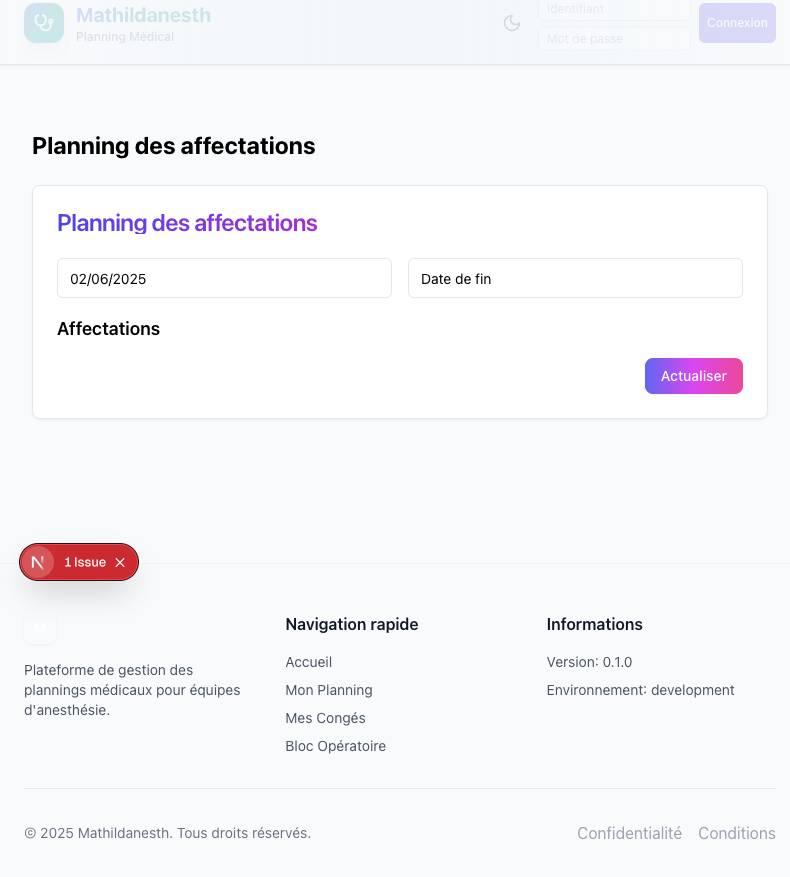 Mathildanesth
Planning Médical
Identifiant
Mot de passe
Connexion
Planning des affectations
Planning des affectations
02/06/2025
Date de fin
Affectations
Actualiser
N
1 Issue
M
Plateforme de gestion des
plannings médicaux pour équipes
d'anesthésie.
Navigation rapide
Accueil
Mon Planning
Mes Congés
Bloc Opératoire
Informations
Version: 0.1.0
Environnement: development
© 2025 Mathildanesth. Tous droits réservés.
Confidentialité
Conditions